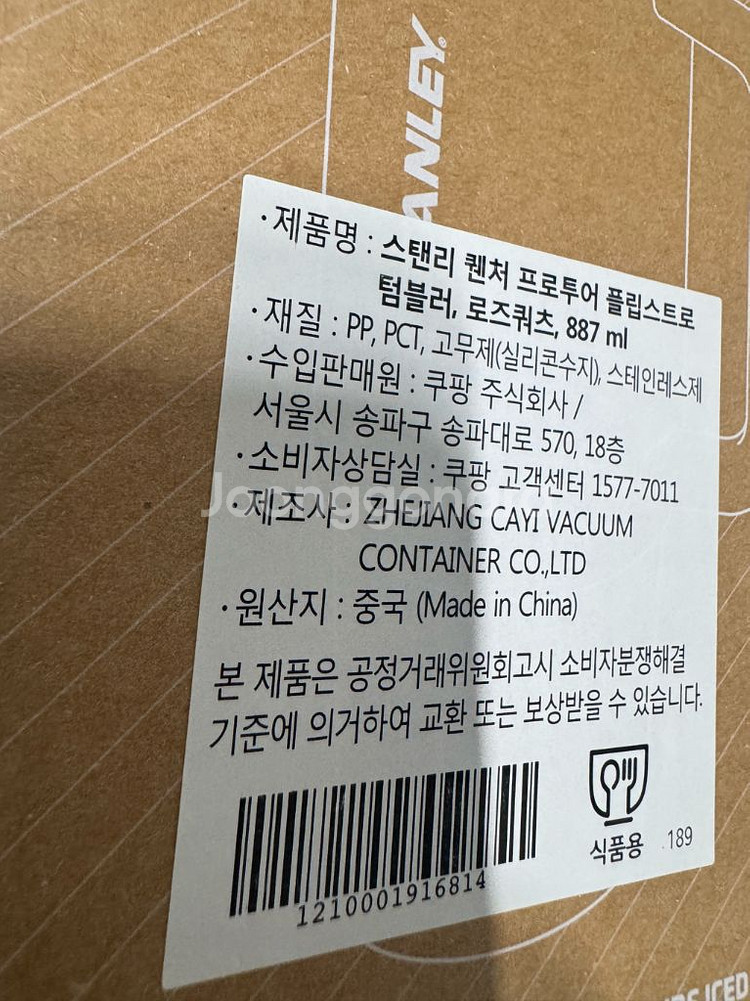 ANLEY
· 제품명 : 스탠리 퀜처 프로투어 플립스트로
텀블러, 로즈쿼츠, 887 ml
· 재질 : PP, PCT, 고무제(실리콘수지), 스테인레스제
· 수입판매원 : 쿠팡 주식회사 /
서울시 송파구 송파대로 570, 18층
· 소비자상담실 : 쿠팡 고객센터 1577-7011
· 제조사 : ZHEJIANG CAYI VACUUM
CONTAINER CO.,LTD
· 원산지 : 중국 (Made in China)
본 제품은 공정거래위원회고시 소비자분쟁해결
기준에 의거하여 교환 또는 보상받을 수 있습니다.
1210001916814
식품용
189
ICED